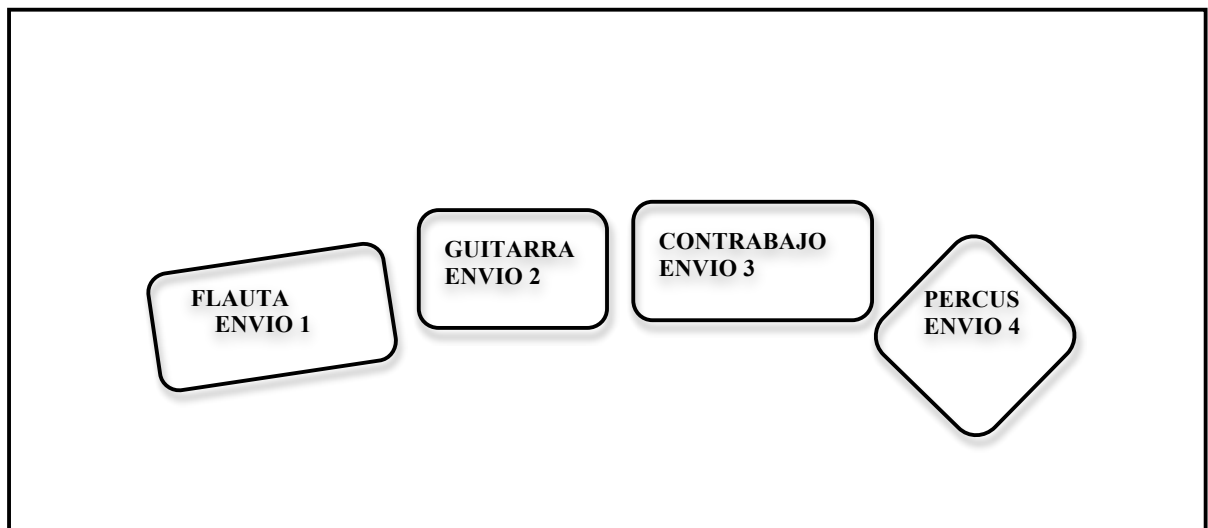 FLAUTA
ENVIO 1
GUITARRA
ENVIO 2
CONTRABAJO
ENVIO 3
PERCUS
ENVIO 4